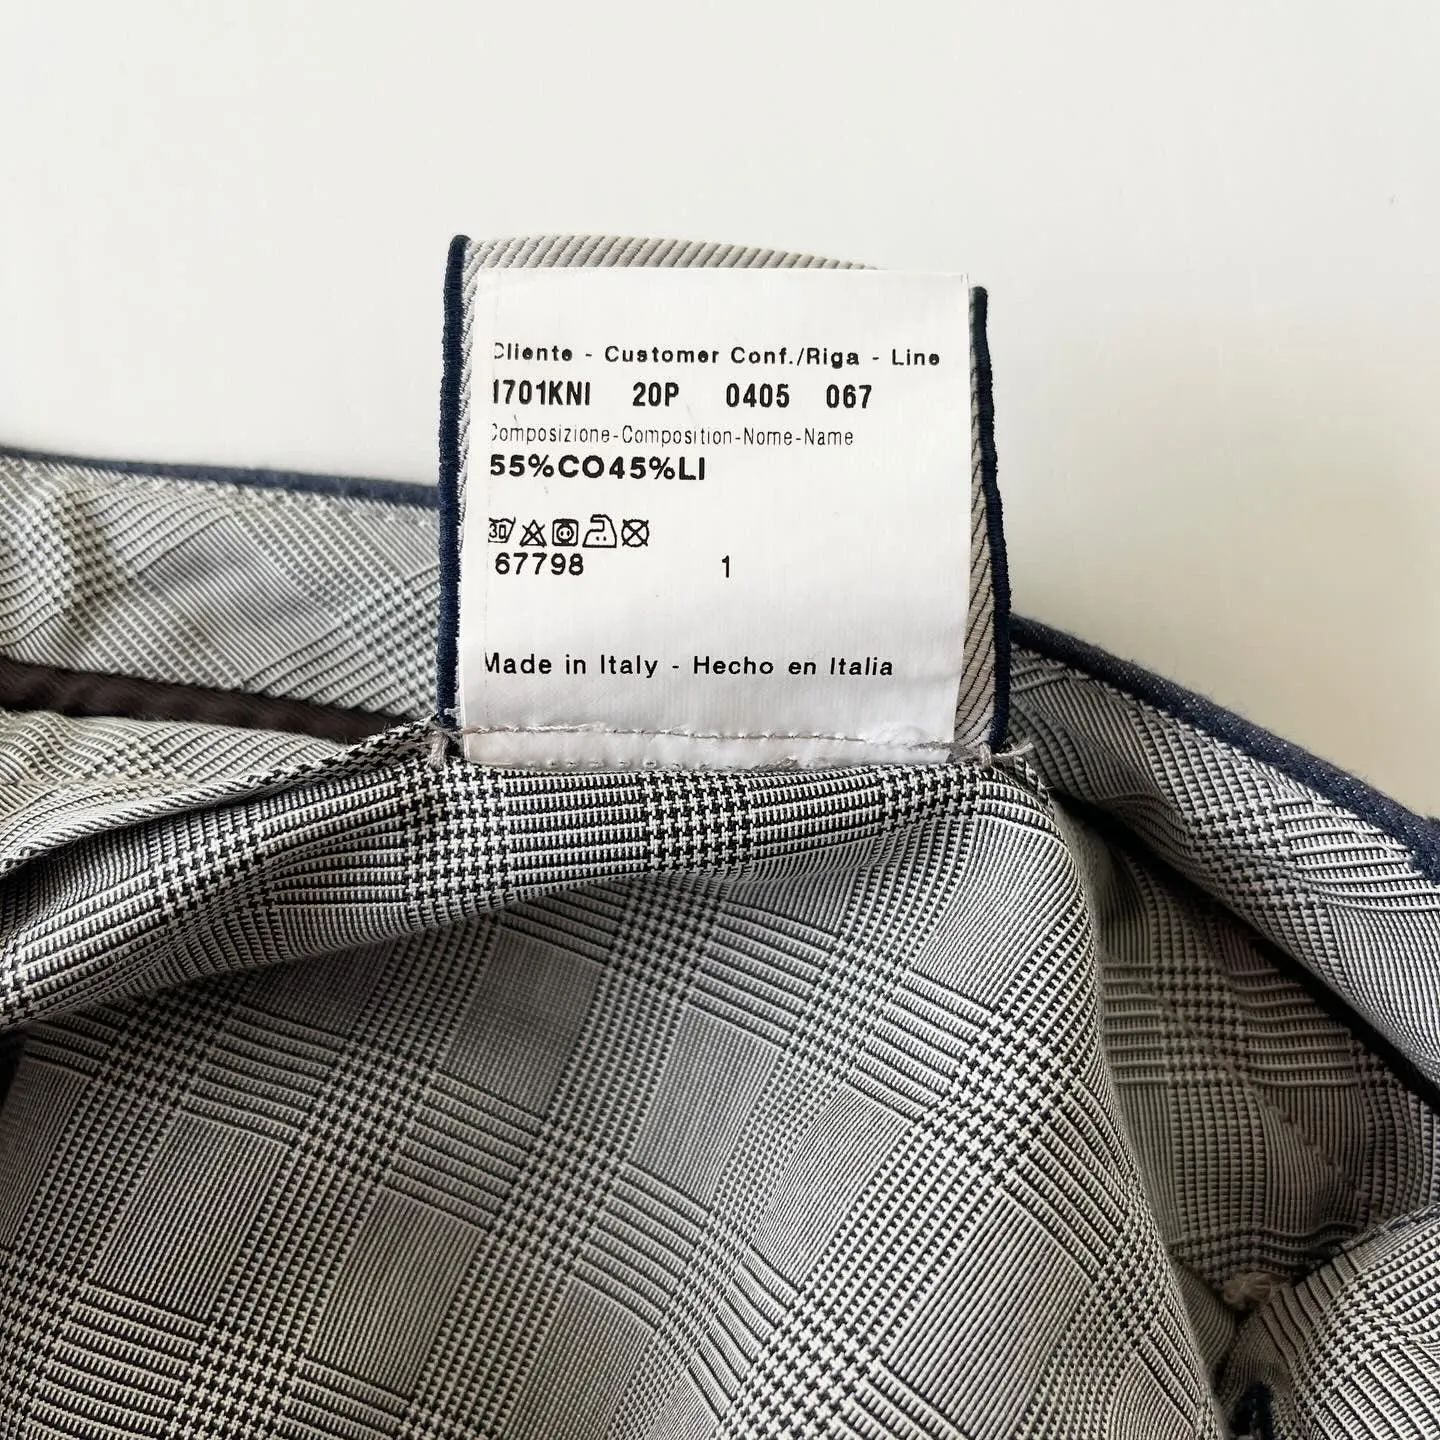 Cliente - Customer Conf./Riga - Line
1701KNI 20P 0405 067
Composizione-Composition-Nome-Name
55%CO45%LI
30
67798 1
Made in Italy - Hecho en Italia